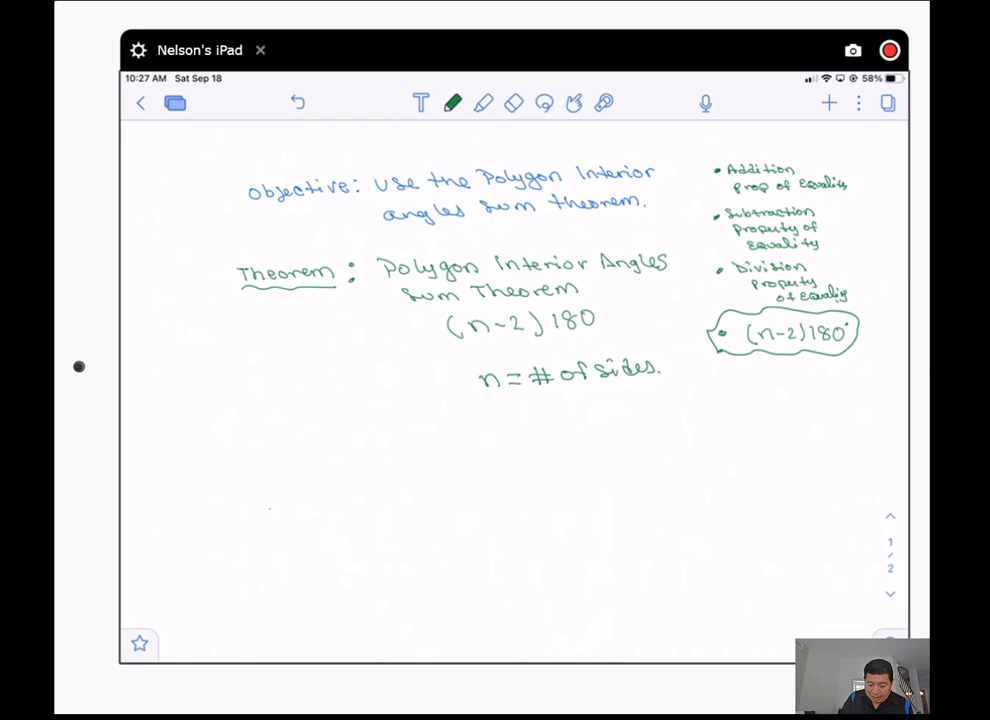 Nelson's iPad
10:27 AM Sat Sep 18
58%
Objective: Use the Polygon Interior
angles sum theorem.
Theorem: Polygon Interior Angles
Sum Theorem
(n-2)180
n = # of sides.
• Addition
Prop of Equality
• Subtraction
Property of
Equality
• Division
Property
of Equality
• (n-2)180°
1
/
2